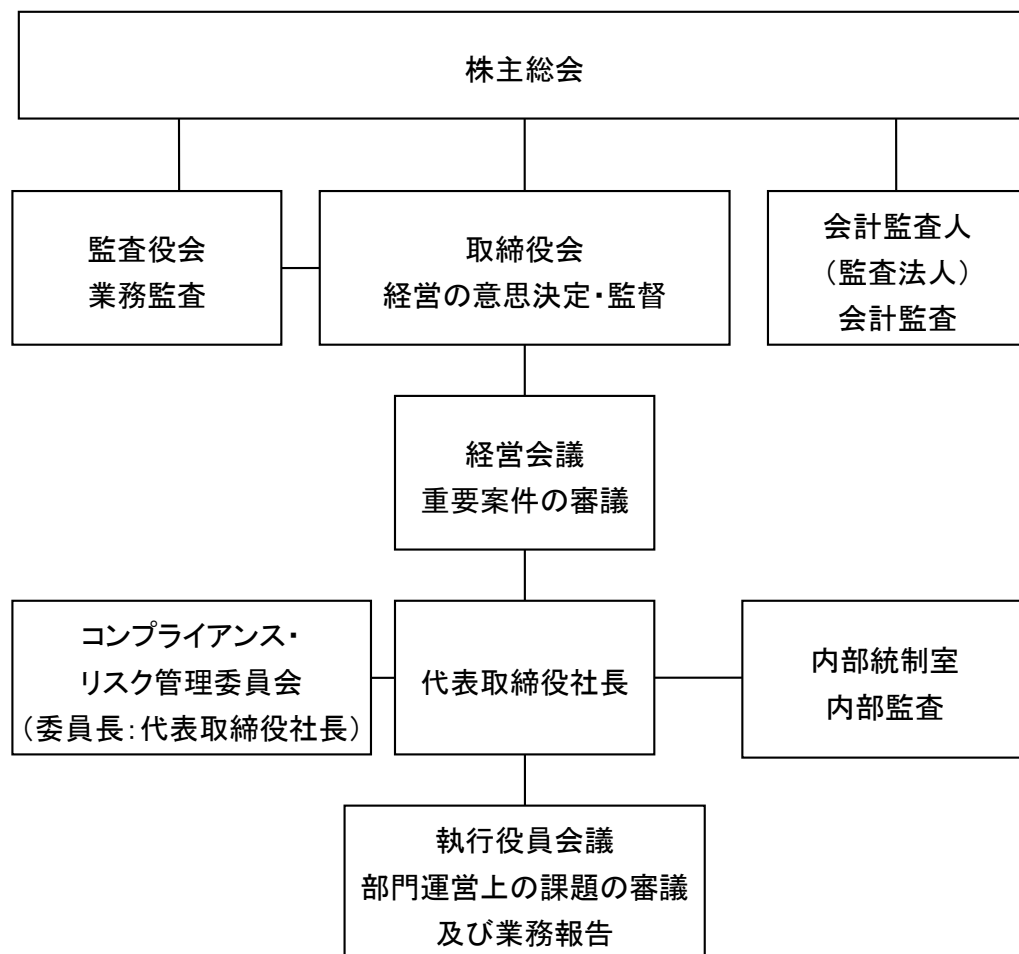 株主総会
監査役会
業務監査
取締役会
経営の意思決定・監督
会計監査人
（監査法人）
会計監査
経営会議
重要案件の審議
コンプライアンス・
リスク管理委員会
（委員長：代表取締役社長）
代表取締役社長
内部統制室
内部監査
執行役員会議
部門運営上の課題の審議
及び業務報告